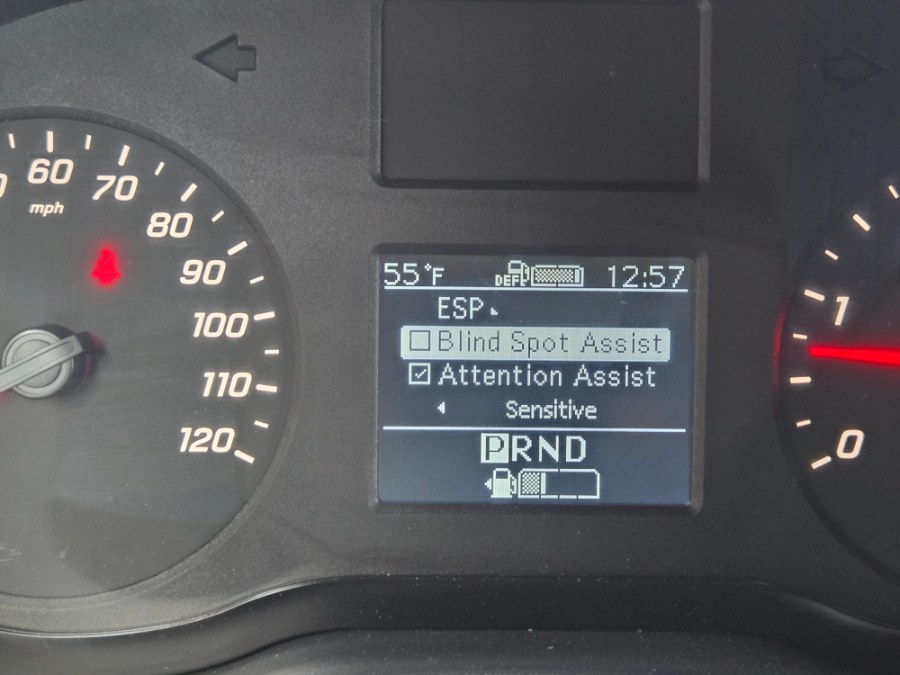 60
70
mph
80
90
100
110
120
55°F DEF 12:57
ESP
Blind Spot Assist
Attention Assist
Sensitive
PRND
1
0